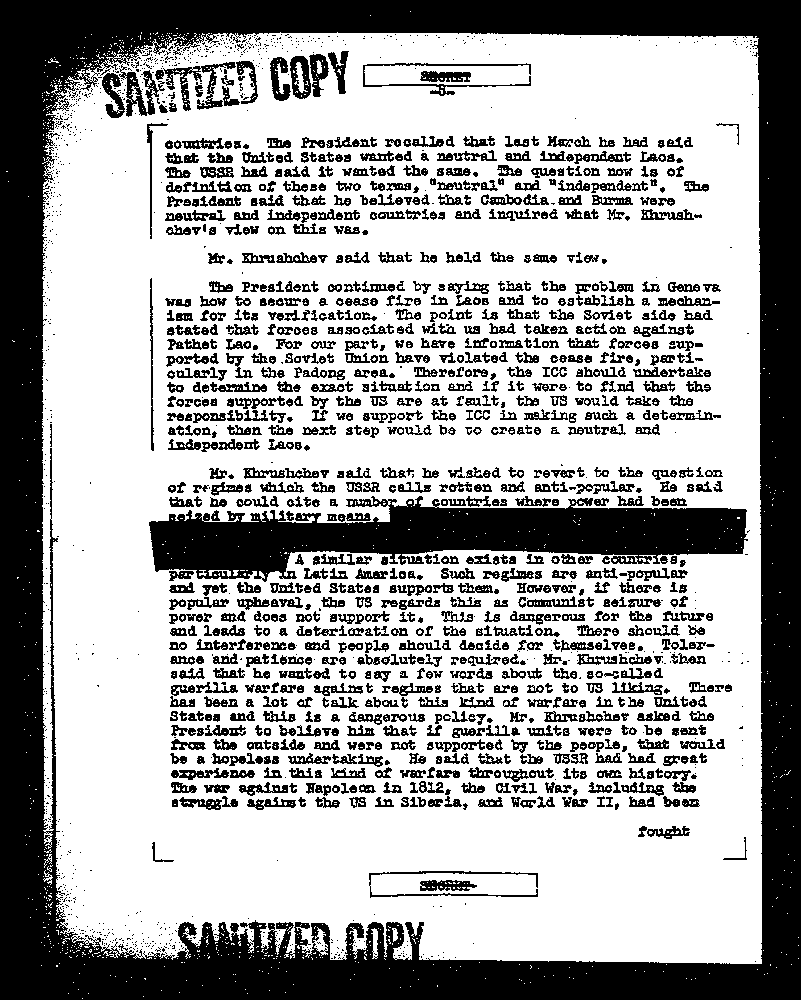 SANITIZED COPY
SECRET
-8-
countries. The President recalled that last March he had said
that the United States wanted a neutral and independent Laos.
The USSR had said it wanted the same. The question now is of
definition of these two terms, "neutral" and "independent". The
President said that he believed that Cambodia and Burma were
neutral and independent countries and inquired what Mr. Khrush-
chev's view on this was.
Mr. Khrushchev said that he held the same view.
The President continued by saying that the problem in Geneva
was how to secure a cease fire in Laos and to establish a mechan-
ism for its verification. The point is that the Soviet side had
stated that forces associated with us had taken action against
Pathet Lao. For our part, we have information that forces sup-
ported by the Soviet Union have violated the cease fire, parti-
cularly in the Padong area. Therefore, the ICC should undertake
to determine the exact situation and if it were to find that the
forces supported by the US are at fault, the US would take the
responsibility. If we support the ICC in making such a determin-
ation, then the next step would be to create a neutral and
independent Laos.
Mr. Khrushchev said that he wished to revert to the question
of regimes which the USSR calls rotten and anti-popular. He said
that he could cite a number of countries where power had been
seized by military means.
A similar situation exists in other countries,
particularly in Latin America. Such regimes are anti-popular
and yet the United States supports them. However, if there is
popular upheaval, the US regards this as Communist seizure of
power and does not support it. This is dangerous for the future
and leads to a deterioration of the situation. There should be
no interference and people should decide for themselves. Toler-
ance and patience are absolutely required. Mr. Khrushchev then
said that he wanted to say a few words about the so-called
guerilla warfare against regimes that are not to US liking. There
has been a lot of talk about this kind of warfare in the United
States and this is a dangerous policy. Mr. Khrushchev asked the
President to believe him that if guerilla units were to be sent
from the outside and were not supported by the people, that would
be a hopeless undertaking. He said that the USSR had had great
experience in this kind of warfare throughout its own history.
The war against Napoleon in 1812, the Civil War, including the
struggle against the US in Siberia, and World War II, had been
fought
SECRET
SANITIZED COPY